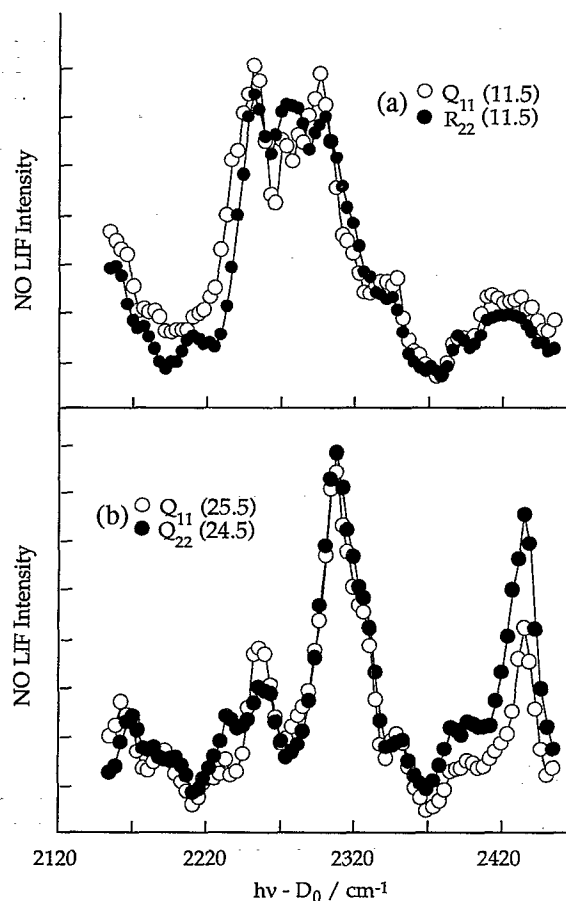 (a)
○ Q₁₁ (11.5)
● R₂₂ (11.5)
NO LIF Intensity
(b)
○ Q₁₁ (25.5)
● Q₂₂ (24.5)
NO LIF Intensity
2120 2220 2320 2420
hν - D₀ / cm⁻¹